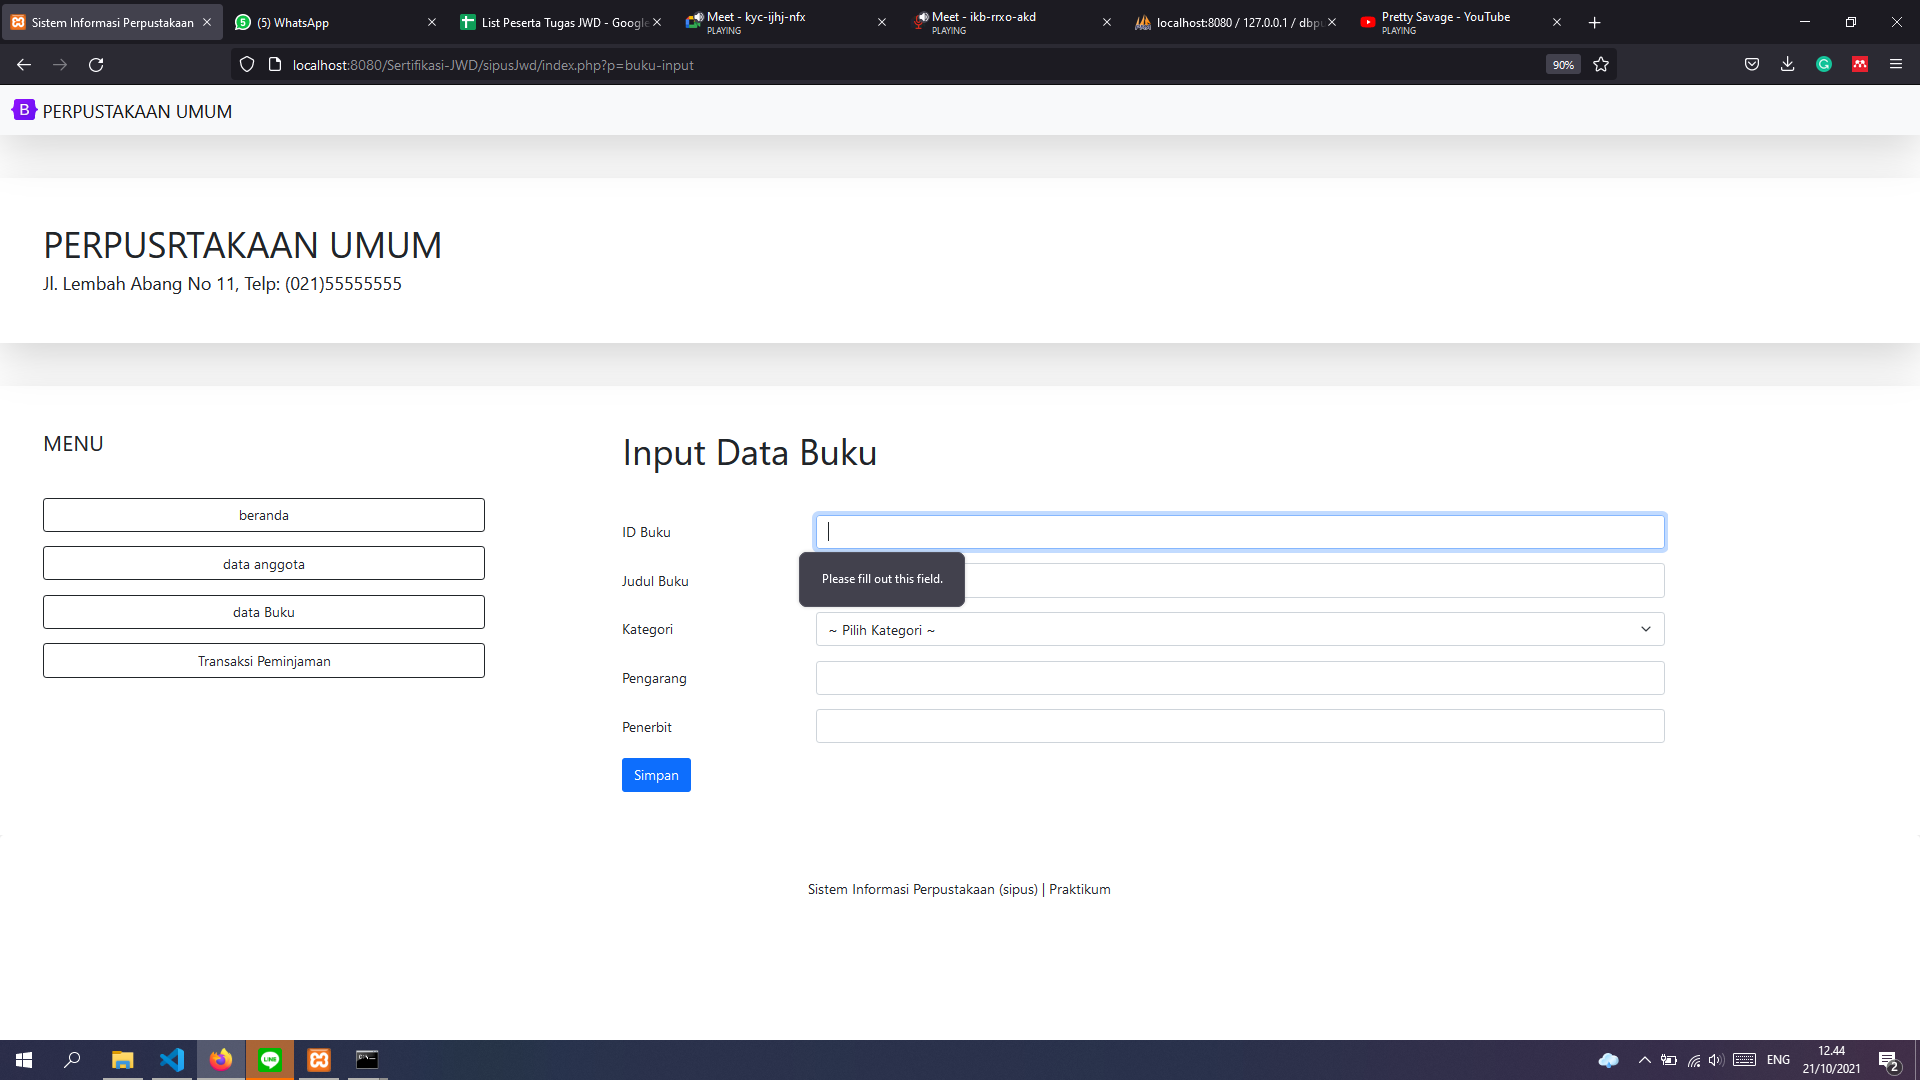 Sistem Informasi Perpustakaan
(5) WhatsApp
List Peserta Tugas JWD - Google
Meet - kyc-ijhj-nfx
PLAYING
Meet - ikb-rrxo-akd
PLAYING
localhost:8080 / 127.0.0.1 / dbpu
Pretty Savage - YouTube
PLAYING
localhost:8080/Sertifikasi-JWD/sipusJwd/index.php?p=buku-input
90%
B PERPUSTAKAAN UMUM
PERPUSRTAKAAN UMUM
Jl. Lembah Abang No 11, Telp: (021)55555555
MENU
beranda
data anggota
data Buku
Transaksi Peminjaman
Input Data Buku
ID Buku
Please fill out this field.
Judul Buku
Kategori
~ Pilih Kategori ~
Pengarang
Penerbit
Simpan
Sistem Informasi Perpustakaan (sipus) | Praktikum
LINE
ENG
12.44
21/10/2021
2